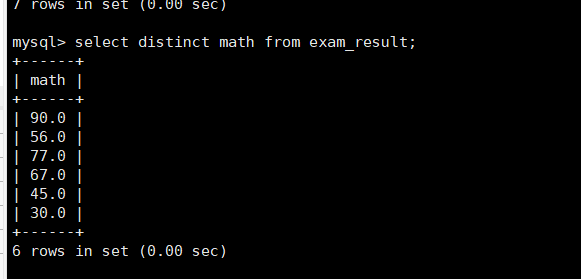 7 rows in set (0.00 sec)
mysql> select distinct math from exam_result;
+------+
| math |
+------+
| 90.0 |
| 56.0 |
| 77.0 |
| 67.0 |
| 45.0 |
| 30.0 |
+------+
6 rows in set (0.00 sec)